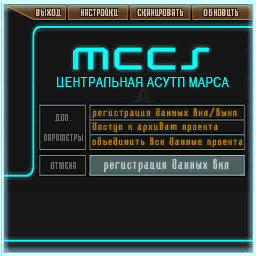 ВЫХОД НАСТРОЙКИ СКАНИРОВАТЬ ОБНОВИТЬ
MCCS
ЦЕНТРАЛЬНАЯ АСУТП МАРСА
ДОП. ПАРАМЕТРЫ
регистрация данных вкл/выкл
доступ к архивам проекта
объединить все данные проекта
ОТМЕНА
регистрация данных вкл